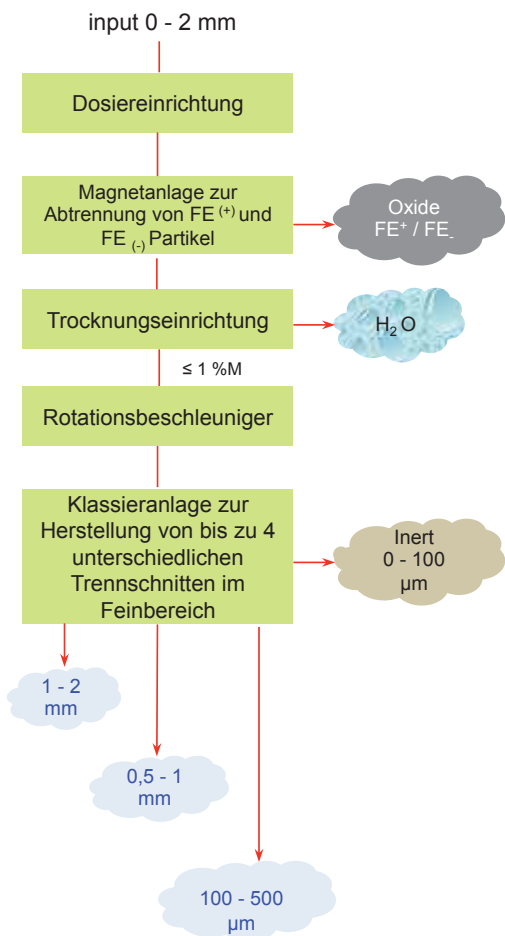 input 0 - 2 mm
Dosiereinrichtung
Magnetanlage zur
Abtrennung von FE (+) und
FE (-) Partikel
Oxide
FE+ / FE-
Trocknungseinrichtung
H2O
≤ 1 %M
Rotationsbeschleuniger
Klassieranlage zur
Herstellung von bis zu 4
unterschiedlichen
Trennschnitten im
Feinbereich
Inert
0 - 100
µm
1 - 2
mm
0,5 - 1
mm
100 - 500
µm